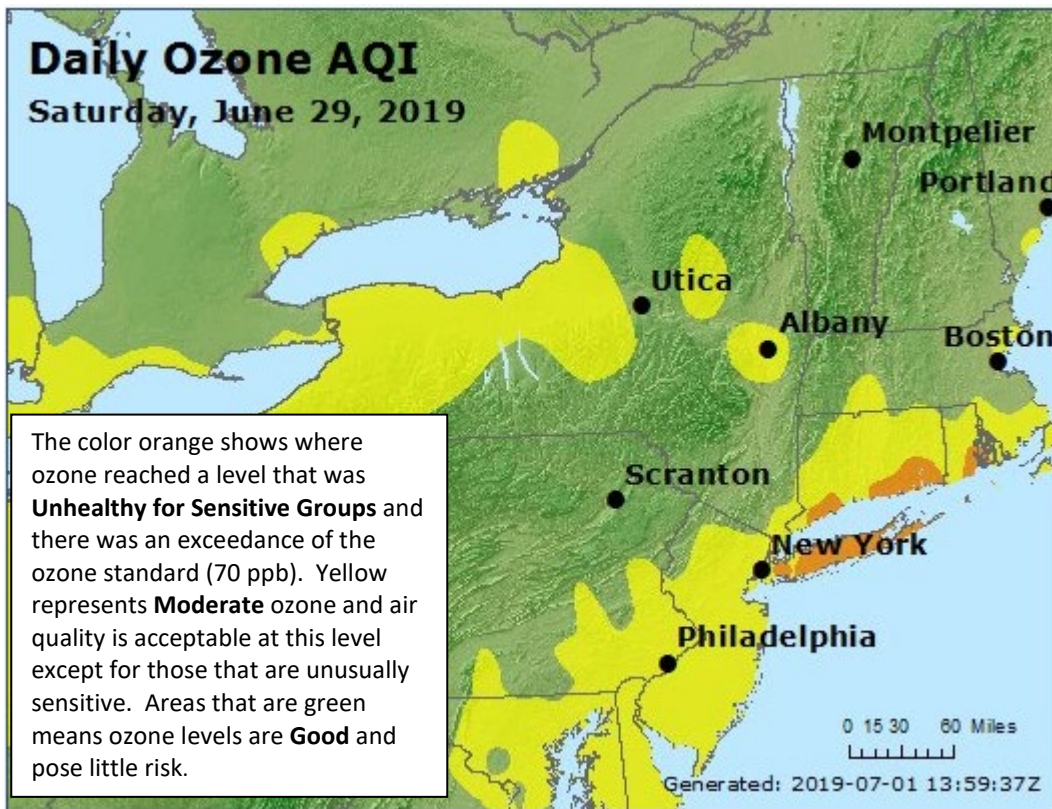 Daily Ozone AQI
Saturday, June 29, 2019
Montpelier
Portland
Utica
Albany
Boston
The color orange shows where
ozone reached a level that was
Unhealthy for Sensitive Groups and
there was an exceedance of the
ozone standard (70 ppb).  Yellow
represents Moderate ozone and air
quality is acceptable at this level
except for those that are unusually
sensitive.  Areas that are green
means ozone levels are Good and
pose little risk.
Scranton
New York
Philadelphia
0 15 30 60 Miles
Generated: 2019-07-01 13:59:37Z